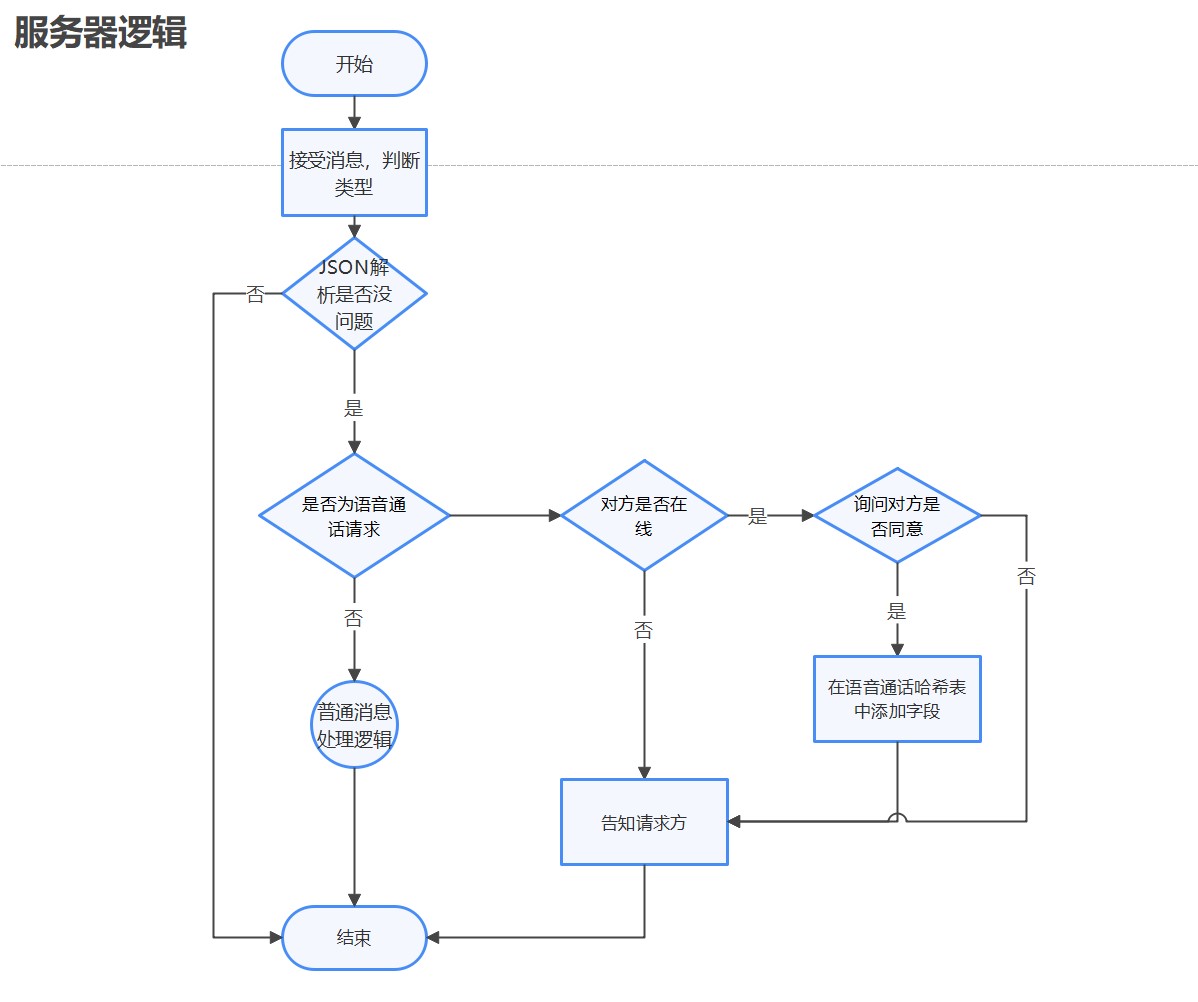 服务器逻辑
开始
接受消息，判断
类型
JSON解
析是否没
问题
否
是
是否为语音通
话请求
对方是否在
线
是
询问对方是
否同意
否
是
否
否
在语音通话哈希表
中添加字段
普通消息
处理逻辑
告知请求方
结束